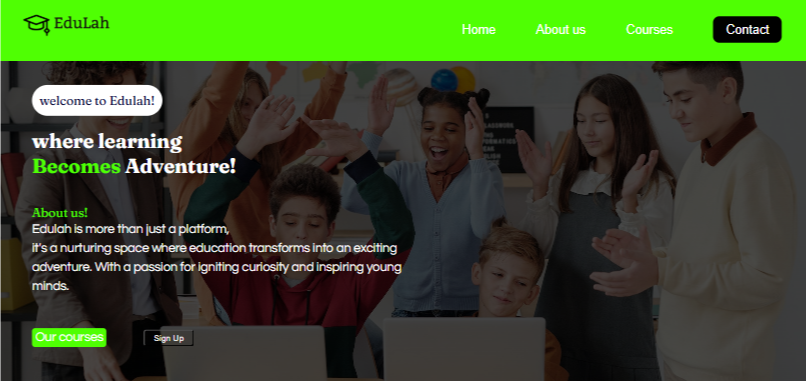 EduLah
Home About us Courses Contact
welcome to Edulah!
where learning
Becomes Adventure!
About us!
Edulah is more than just a platform,
it's a nurturing space where education transforms into an exciting
adventure. With a passion for igniting curiosity and inspiring young
minds.
Our courses Sign Up